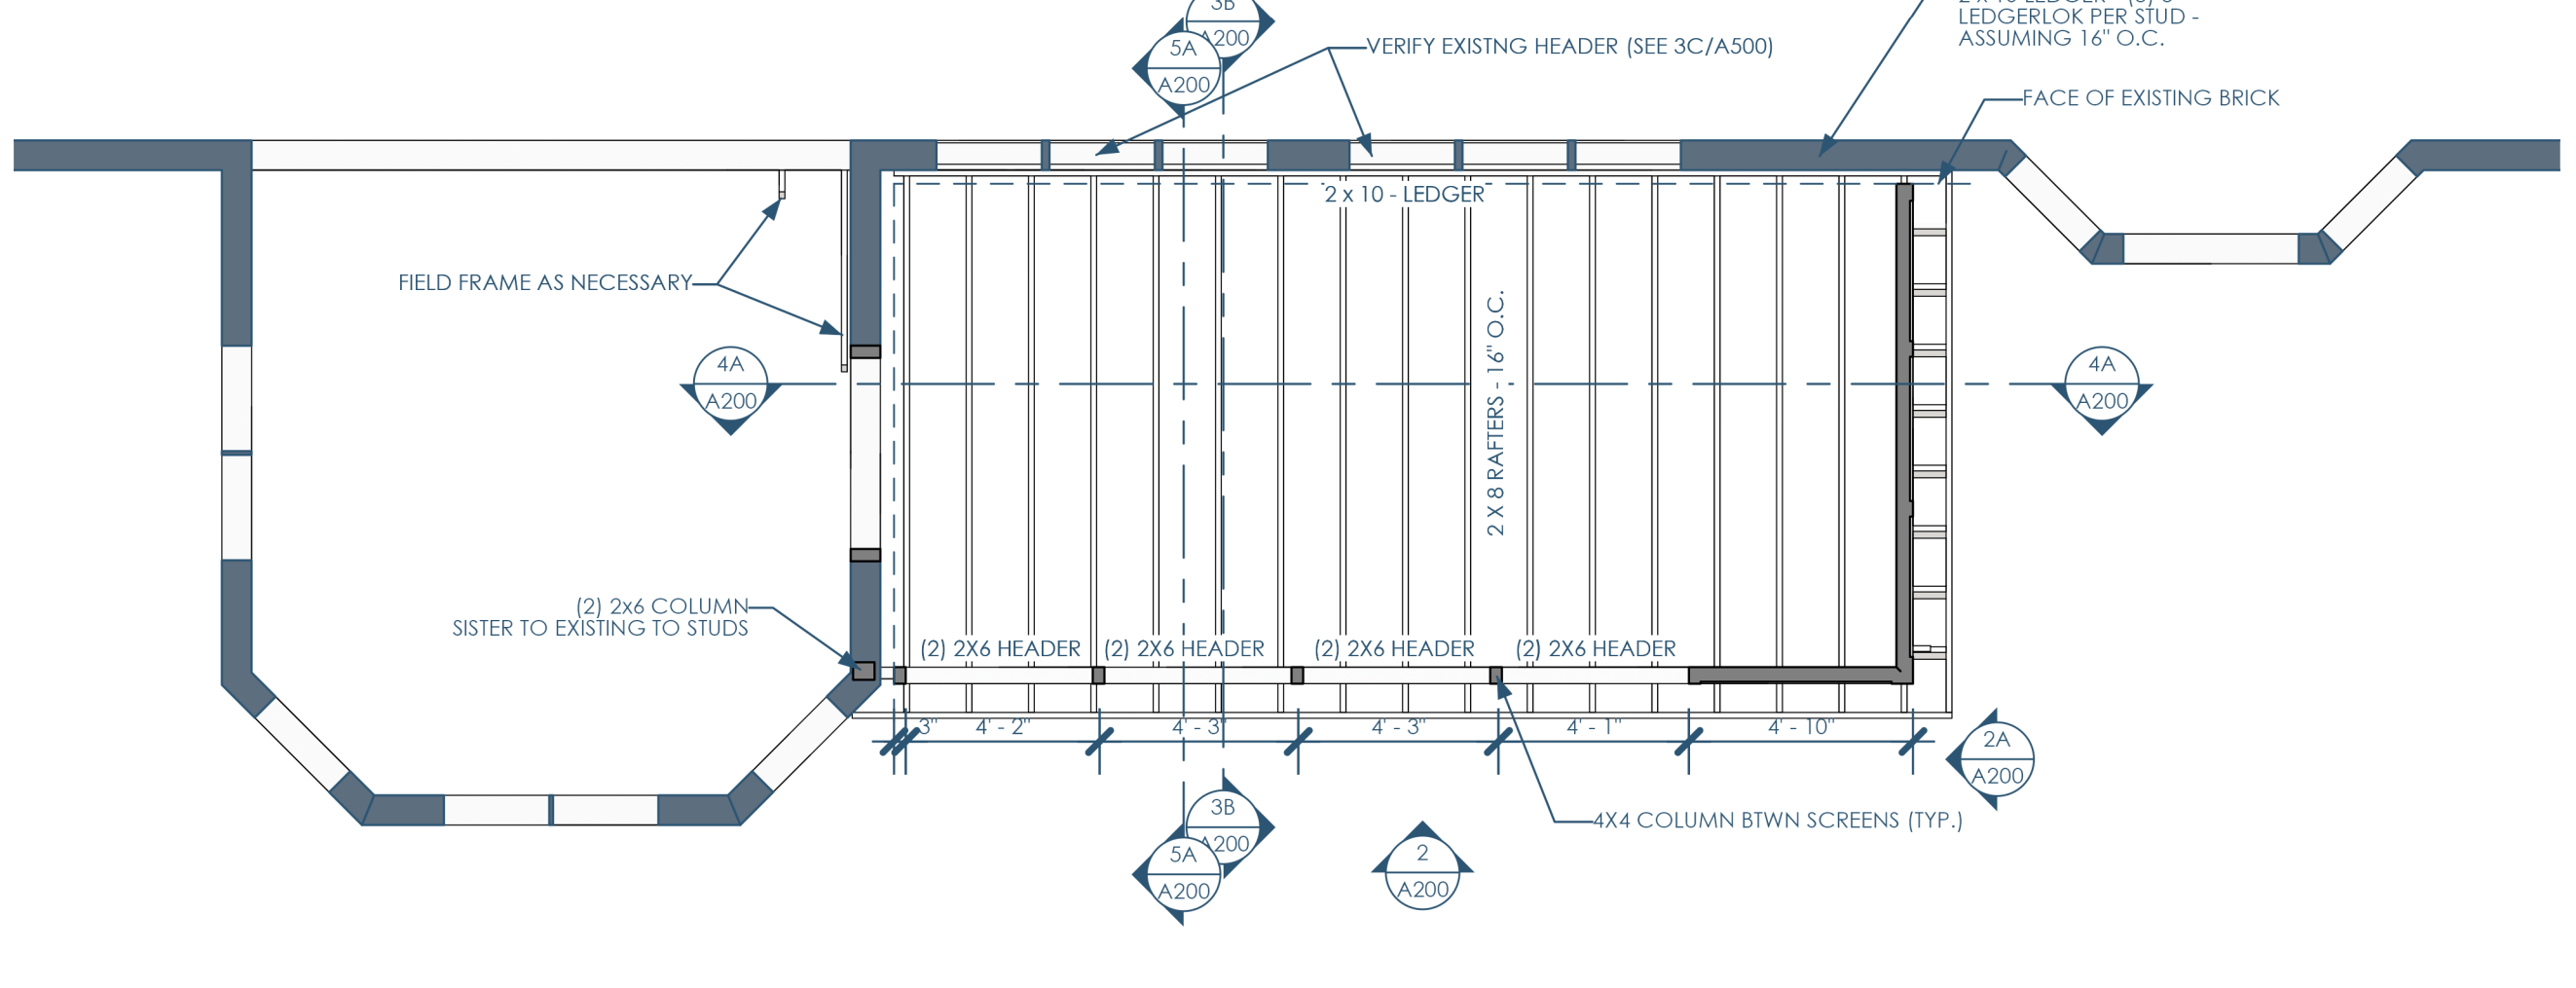 3B
A200
5A
A200
VERIFY EXISTNG HEADER (SEE 3C/A500)
LEDGERLOK PER STUD -
ASSUMING 16" O.C.
FACE OF EXISTING BRICK
2 x 10 - LEDGER
FIELD FRAME AS NECESSARY
4A
A200
2 X 8 RAFTERS - 16" O.C.
4A
A200
(2) 2x6 COLUMN
SISTER TO EXISTING TO STUDS
(2) 2X6 HEADER
(2) 2X6 HEADER
(2) 2X6 HEADER
(2) 2X6 HEADER
3"
4' - 2"
4' - 3"
4' - 3"
4' - 1"
4' - 10"
2A
A200
4X4 COLUMN BTWN SCREENS (TYP.)
3B
A200
5A
A200
2
A200